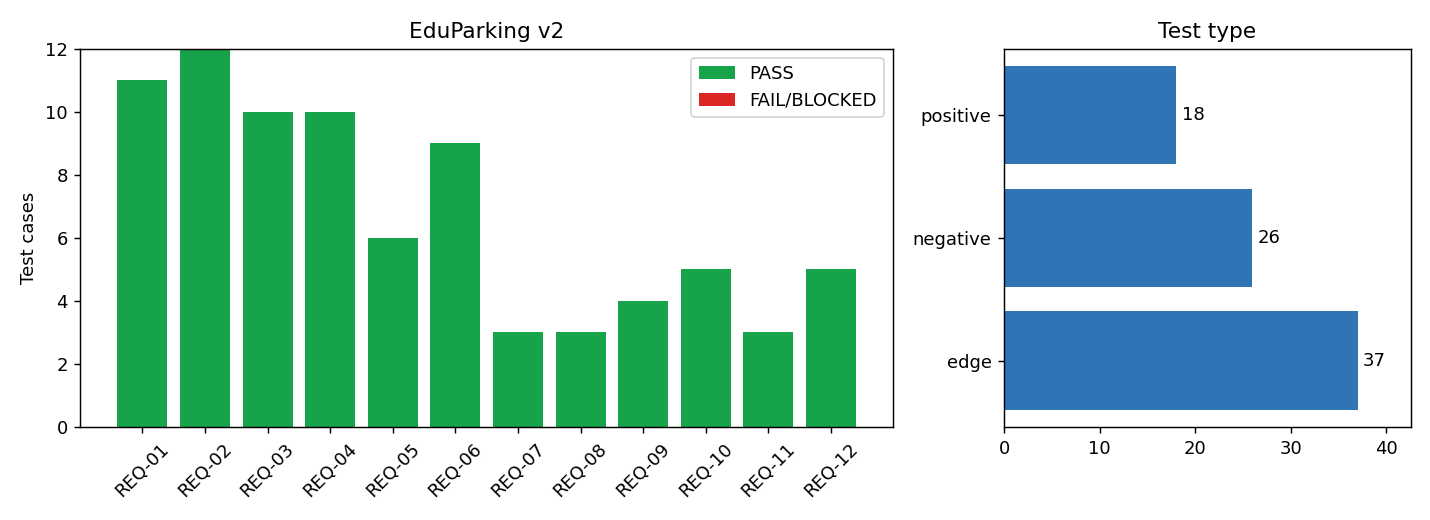 EduParking v2
Test cases
12
10
8
6
4
2
0
PASS
FAIL/BLOCKED
REQ-01
REQ-02
REQ-03
REQ-04
REQ-05
REQ-06
REQ-07
REQ-08
REQ-09
REQ-10
REQ-11
REQ-12
Test type
positive
18
negative
26
edge
37
0 10 20 30 40